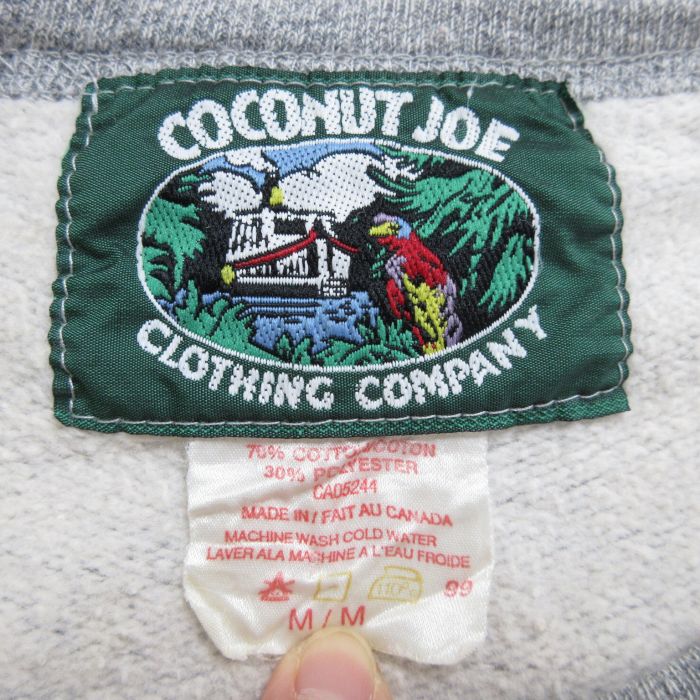 COCONUT JOE
CLOTHING COMPANY
70% COTTON/COTON
30% POLYESTER
CA05244
MADE IN / FAIT AU CANADA
MACHINE WASH COLD WATER
LAVER ALA MACHINE A L'EAU FROIDE
110°C 99
M / M